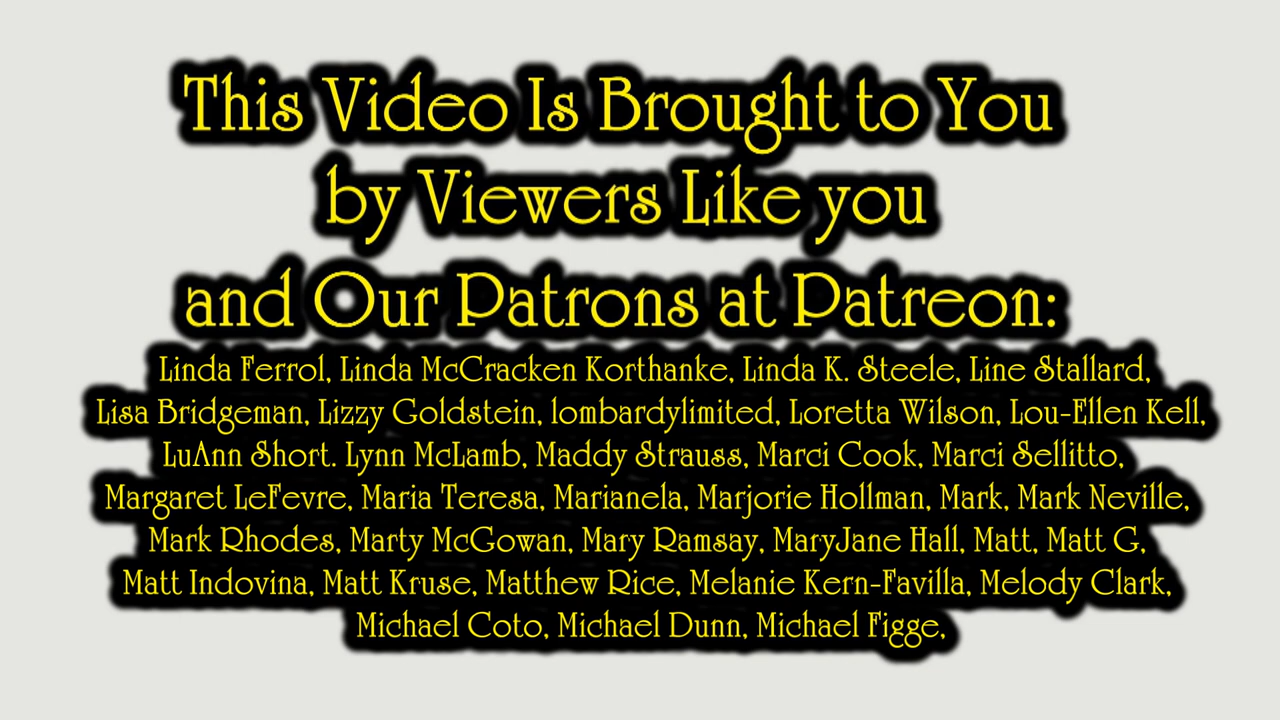 This Video Is Brought to You
by Viewers Like you
and Our Patrons at Patreon:
Linda Ferrol, Linda McCracken Korthanke, Linda K. Steele, Line Stallard,
Lisa Bridgeman, Lizzy Goldstein, lombardylimited, Loretta Wilson, Lou-Ellen Kell,
LuAnn Short. Lynn McLamb, Maddy Strauss, Marci Cook, Marci Sellitto,
Margaret LeFevre, Maria Teresa, Marianela, Marjorie Hollman, Mark, Mark Neville,
Mark Rhodes, Marty McGowan, Mary Ramsay, MaryJane Hall, Matt, Matt G,
Matt Indovina, Matt Kruse, Matthew Rice, Melanie Kern-Favilla, Melody Clark,
Michael Coto, Michael Dunn, Michael Figge,